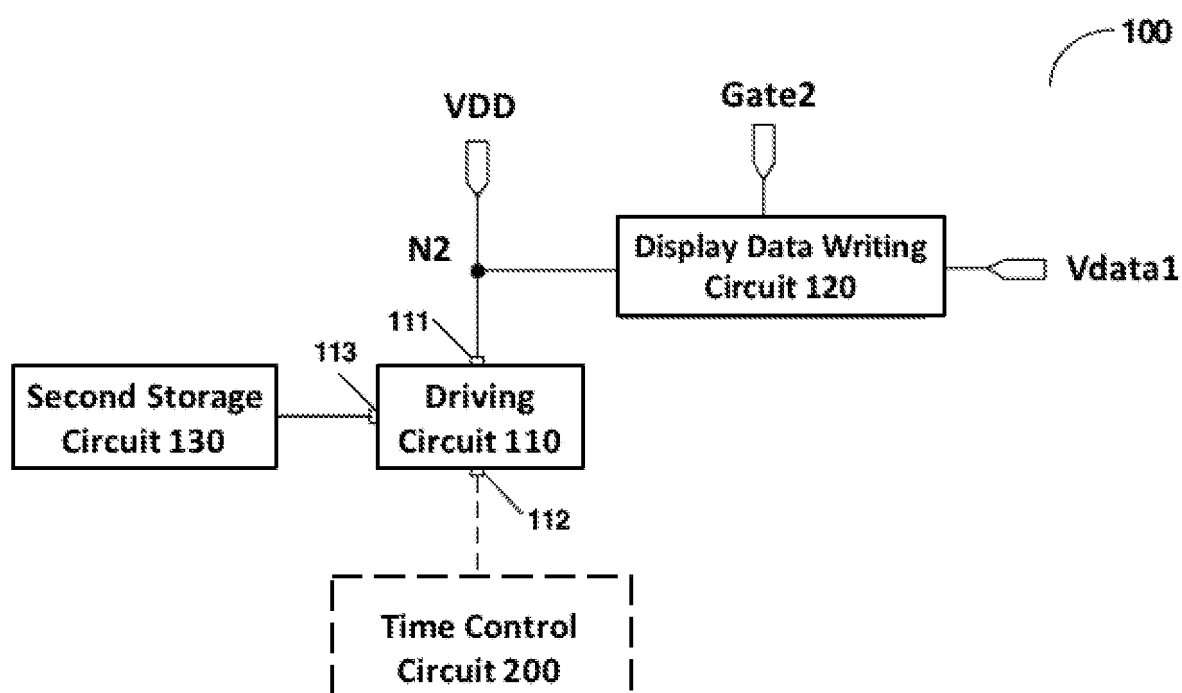 100
Gate2
VDD
N2
Display Data Writing
Circuit 120
Vdata1
111
113
Second Storage
Circuit 130
Driving
Circuit 110
112
Time Control
Circuit 200